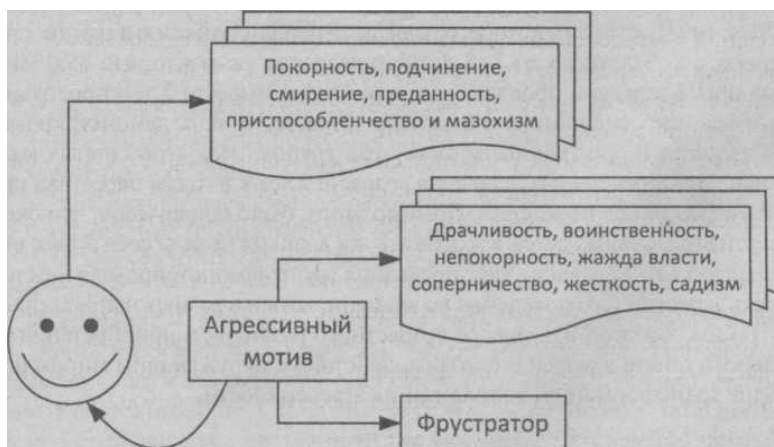 Покорность, подчинение,
смирение, преданность,
приспособленчество и мазохизм
Драчливость, воинственность,
непокорность, жажда власти,
соперничество, жесткость, садизм
Агрессивный
мотив
Фрустратор